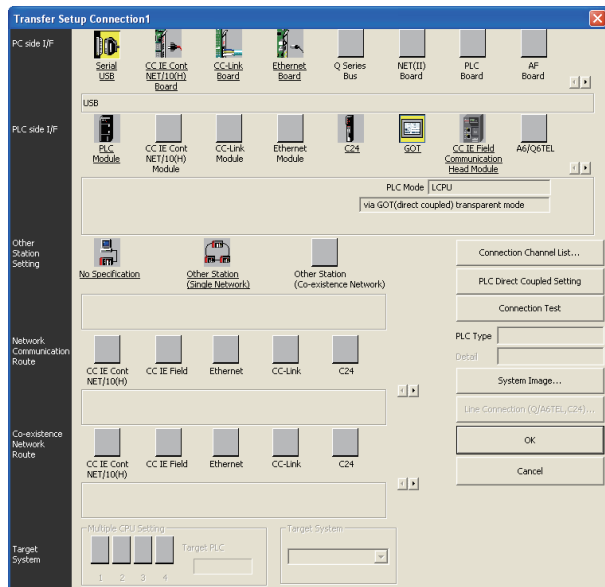 Transfer Setup Connection1
PC side I/F
Serial USB
CC IE Cont NET/10(H) Board
CC-Link Board
Ethernet Board
Q Series Bus
NET(II) Board
PLC Board
AF Board
USB
PLC side I/F
PLC Module
CC IE Cont NET/10(H) Module
CC-Link Module
Ethernet Module
C24
GOT
CC IE Field Communication Head Module
A6/Q6TEL
PLC Mode LCPU
via GOT(direct coupled) transparent mode
Other Station Setting
No Specification
Other Station (Single Network)
Other Station (Co-existence Network)
Connection Channel List...
PLC Direct Coupled Setting
Connection Test
PLC Type
Detail
System Image...
Line Connection (Q/A6TEL,C24)...
OK
Cancel
Network Communication Route
CC IE Cont NET/10(H)
CC IE Field
Ethernet
CC-Link
C24
Co-existence Network Route
CC IE Cont NET/10(H)
CC IE Field
Ethernet
CC-Link
C24
Target System
Multiple CPU Setting
1 2 3 4
Target PLC
Target System